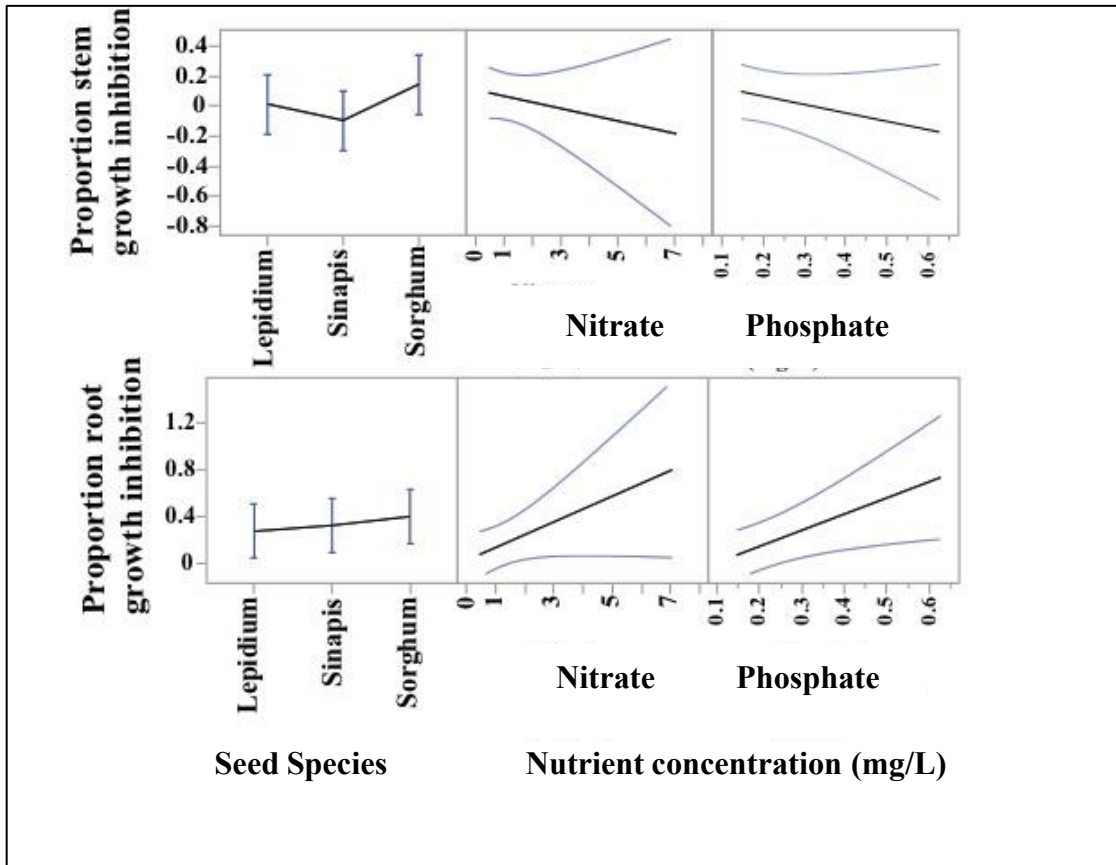 Proportion stem
growth inhibition
0.4
0.2
0
-0.2
-0.4
-0.6
-0.8
Lepidium
Sinapis
Sorghum
0 1 3 5 7
0.1 0.2 0.3 0.4 0.5 0.6
Nitrate Phosphate
Proportion root
growth inhibition
1.2
0.8
0.4
0
Lepidium
Sinapis
Sorghum
0 1 3 5 7
0.1 0.2 0.3 0.4 0.5 0.6
Nitrate Phosphate
Seed Species Nutrient concentration (mg/L)